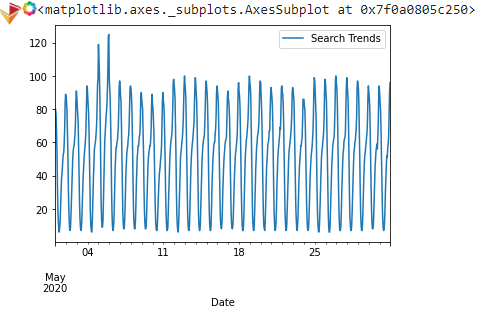 <matplotlib.axes._subplots.AxesSubplot at 0x7f0a0805c250>
Search Trends
120
100
80
60
40
20
04
11
18
25
May
2020
Date